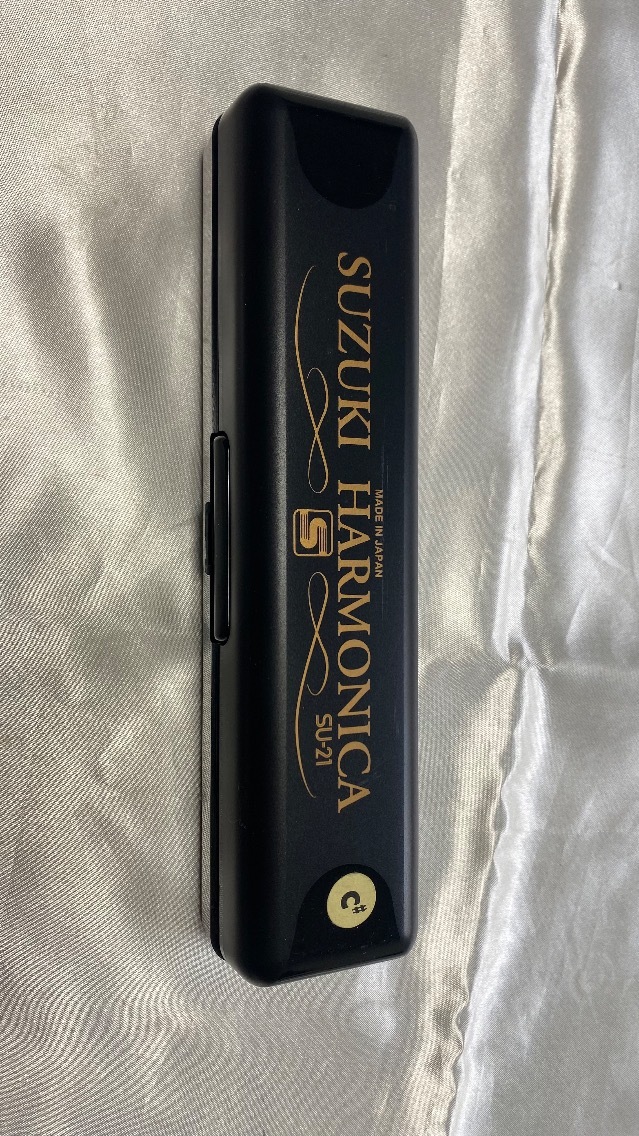 MADE IN JAPAN
SUZUKI HARMONICA
S
SU-21
C#